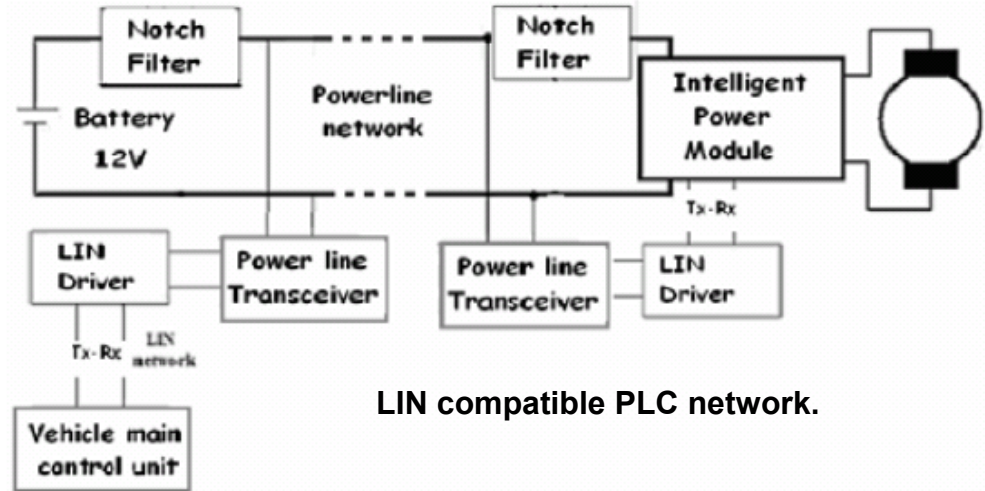 Notch
Filter
Notch
Filter
Intelligent
Power
Module
Powerline
network
Battery
12V
Tx-Rx
LIN
Driver
Power line
Transceiver
Power line
Transceiver
LIN
Driver
Tx-Rx
LIN
network
LIN compatible PLC network.
Vehicle main
control unit